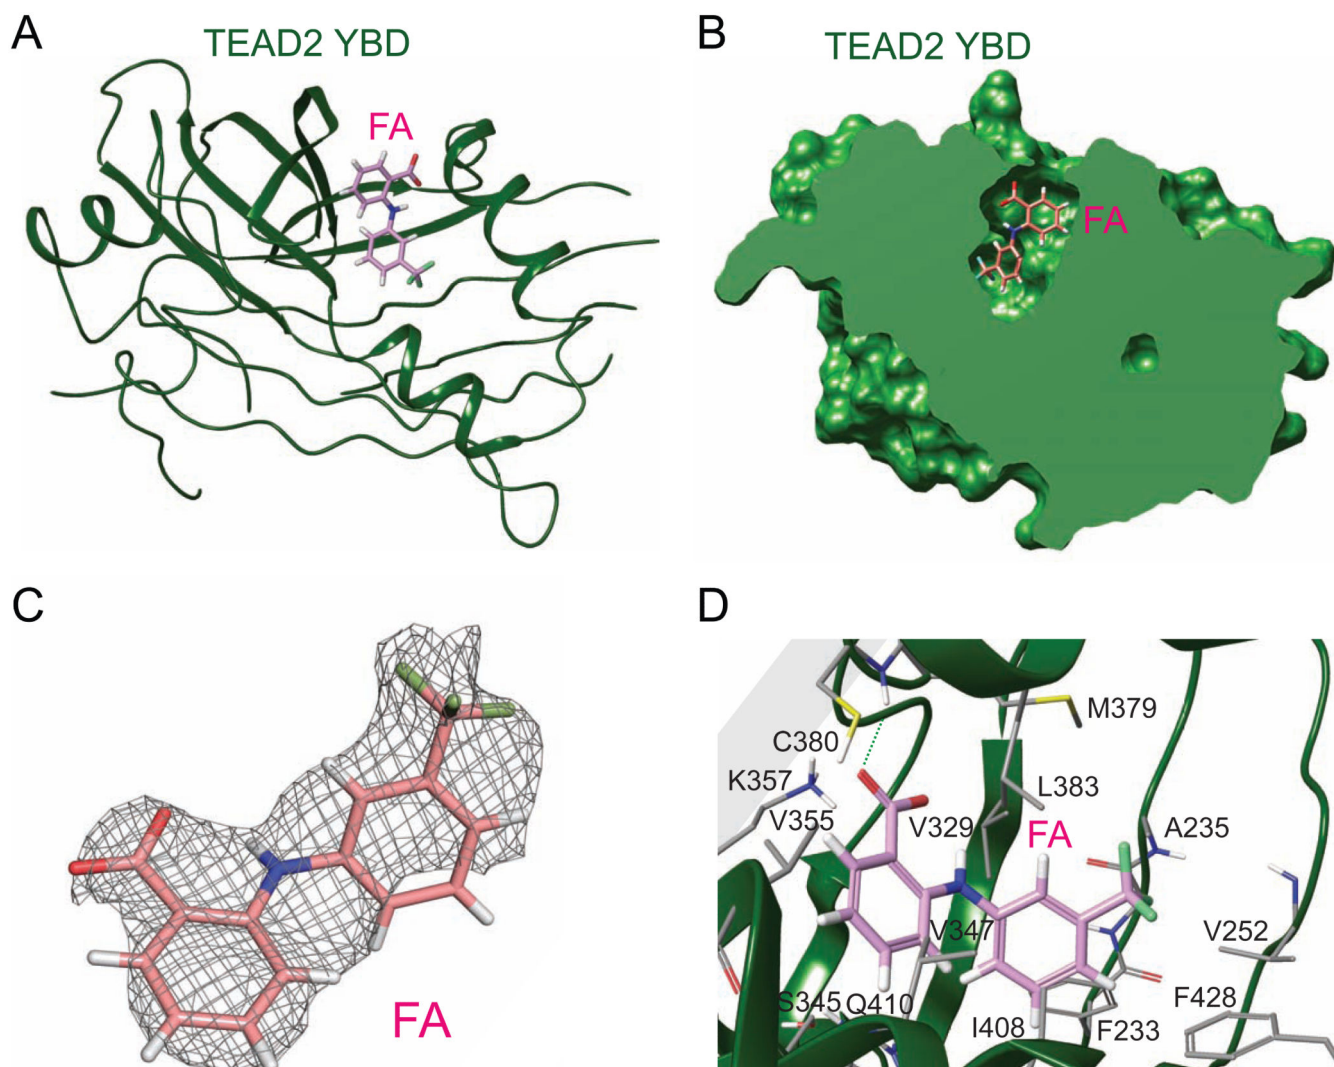 A
TEAD2 YBD
FA
B
TEAD2 YBD
FA
C
FA
D
M379
C380
K357
L383
V355
V329
FA
A235
V347
V252
S345
Q410
F428
I408
F233